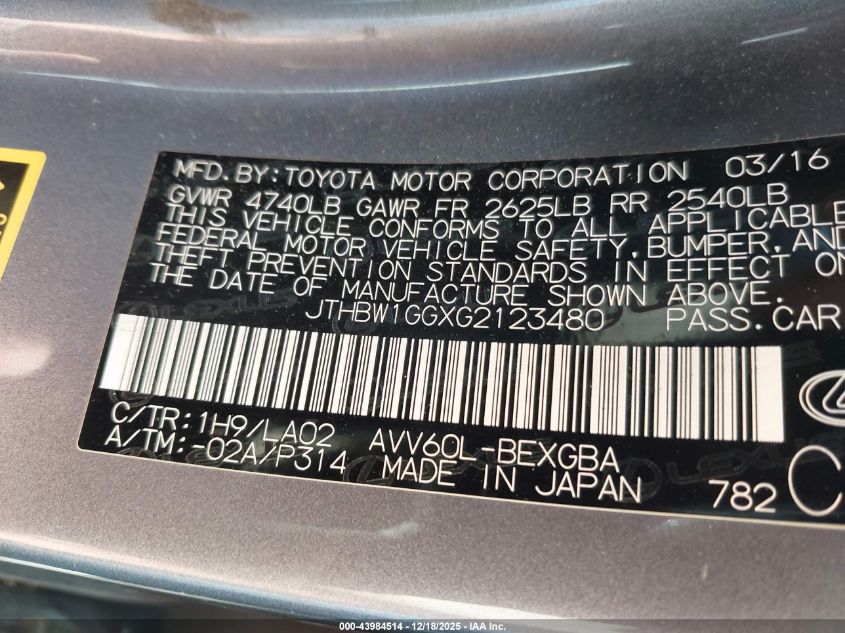 MFD.BY:TOYOTA MOTOR CORPORATION 03/16
GVWR 4740LB GAWR FR 2625LB RR 2540LB
THIS VEHICLE CONFORMS TO ALL APPLICABLE
FEDERAL MOTOR VEHICLE SAFETY,BUMPER,AND
THEFT PREVENTION STANDARDS IN EFFECT ON
THE DATE OF MANUFACTURE SHOWN ABOVE.
JTHBW1GGXG2123480 PASS.CAR
C/TR:1H9/LA02 AVV60L-BEXGBA
A/TM:-02A/P314 MADE IN JAPAN 782
000-43984514 - 12/18/2025 - IAA Inc.